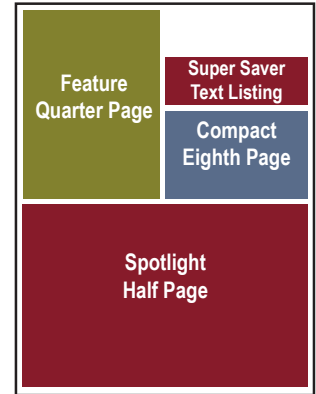 Feature
Quarter Page
Super Saver
Text Listing
Compact
Eighth Page
Spotlight
Half Page